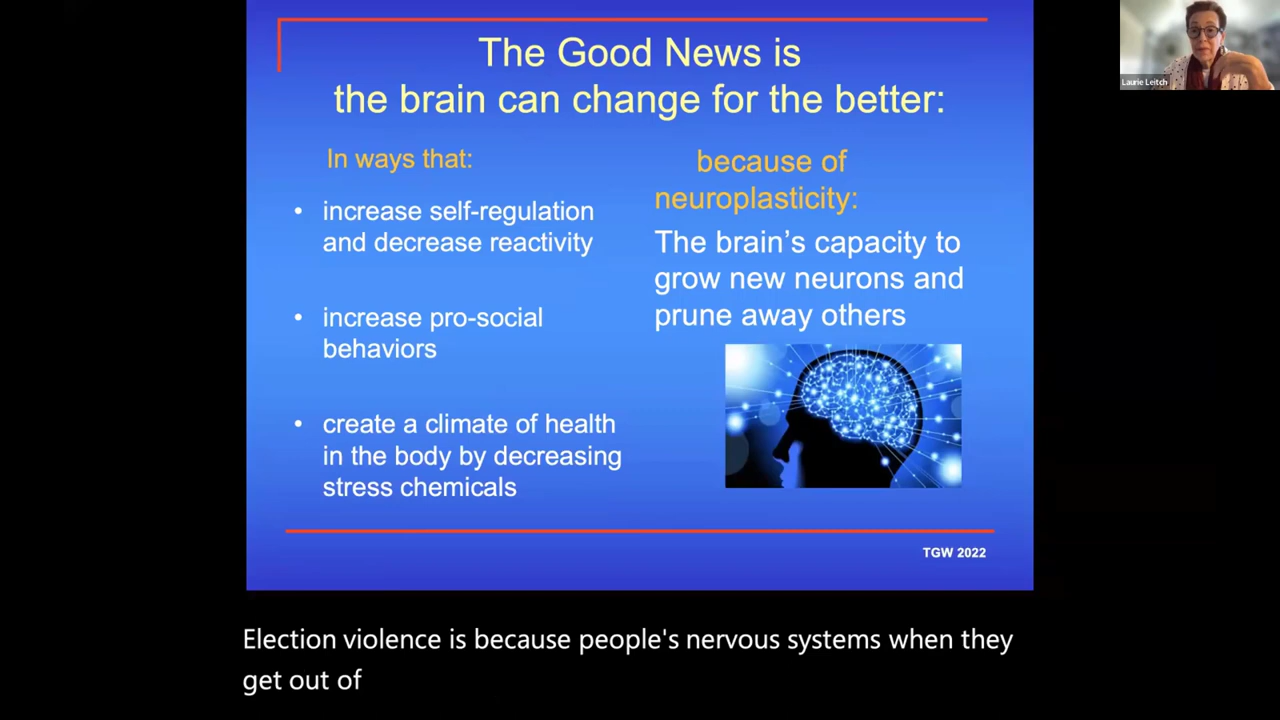 The Good News is
the brain can change for the better:
In ways that:
• increase self-regulation
and decrease reactivity
• increase pro-social
behaviors
• create a climate of health
in the body by decreasing
stress chemicals
because of
neuroplasticity:
The brain’s capacity to
grow new neurons and
prune away others
TGW 2022
Laurie Leitch
Election violence is because people's nervous systems when they
get out of